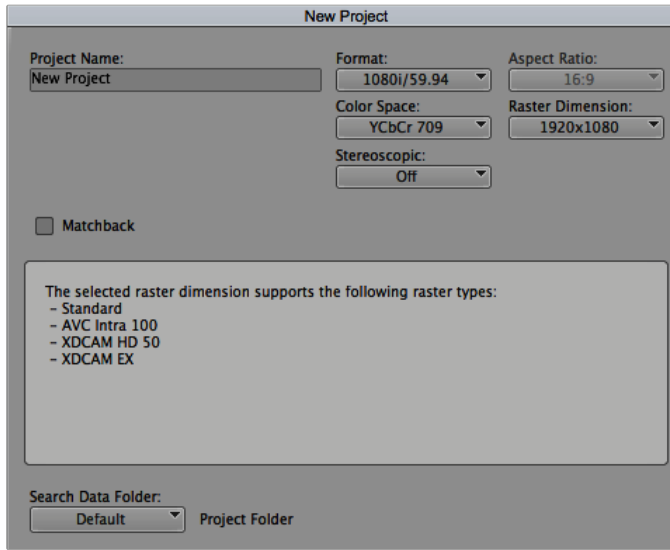 New Project
Project Name:
New Project
Format:
1080i/59.94
Aspect Ratio:
16:9
Color Space:
YCbCr 709
Raster Dimension:
1920x1080
Stereoscopic:
Off
Matchback
The selected raster dimension supports the following raster types:
- Standard
- AVC Intra 100
- XDCAM HD 50
- XDCAM EX
Search Data Folder:
Default
Project Folder